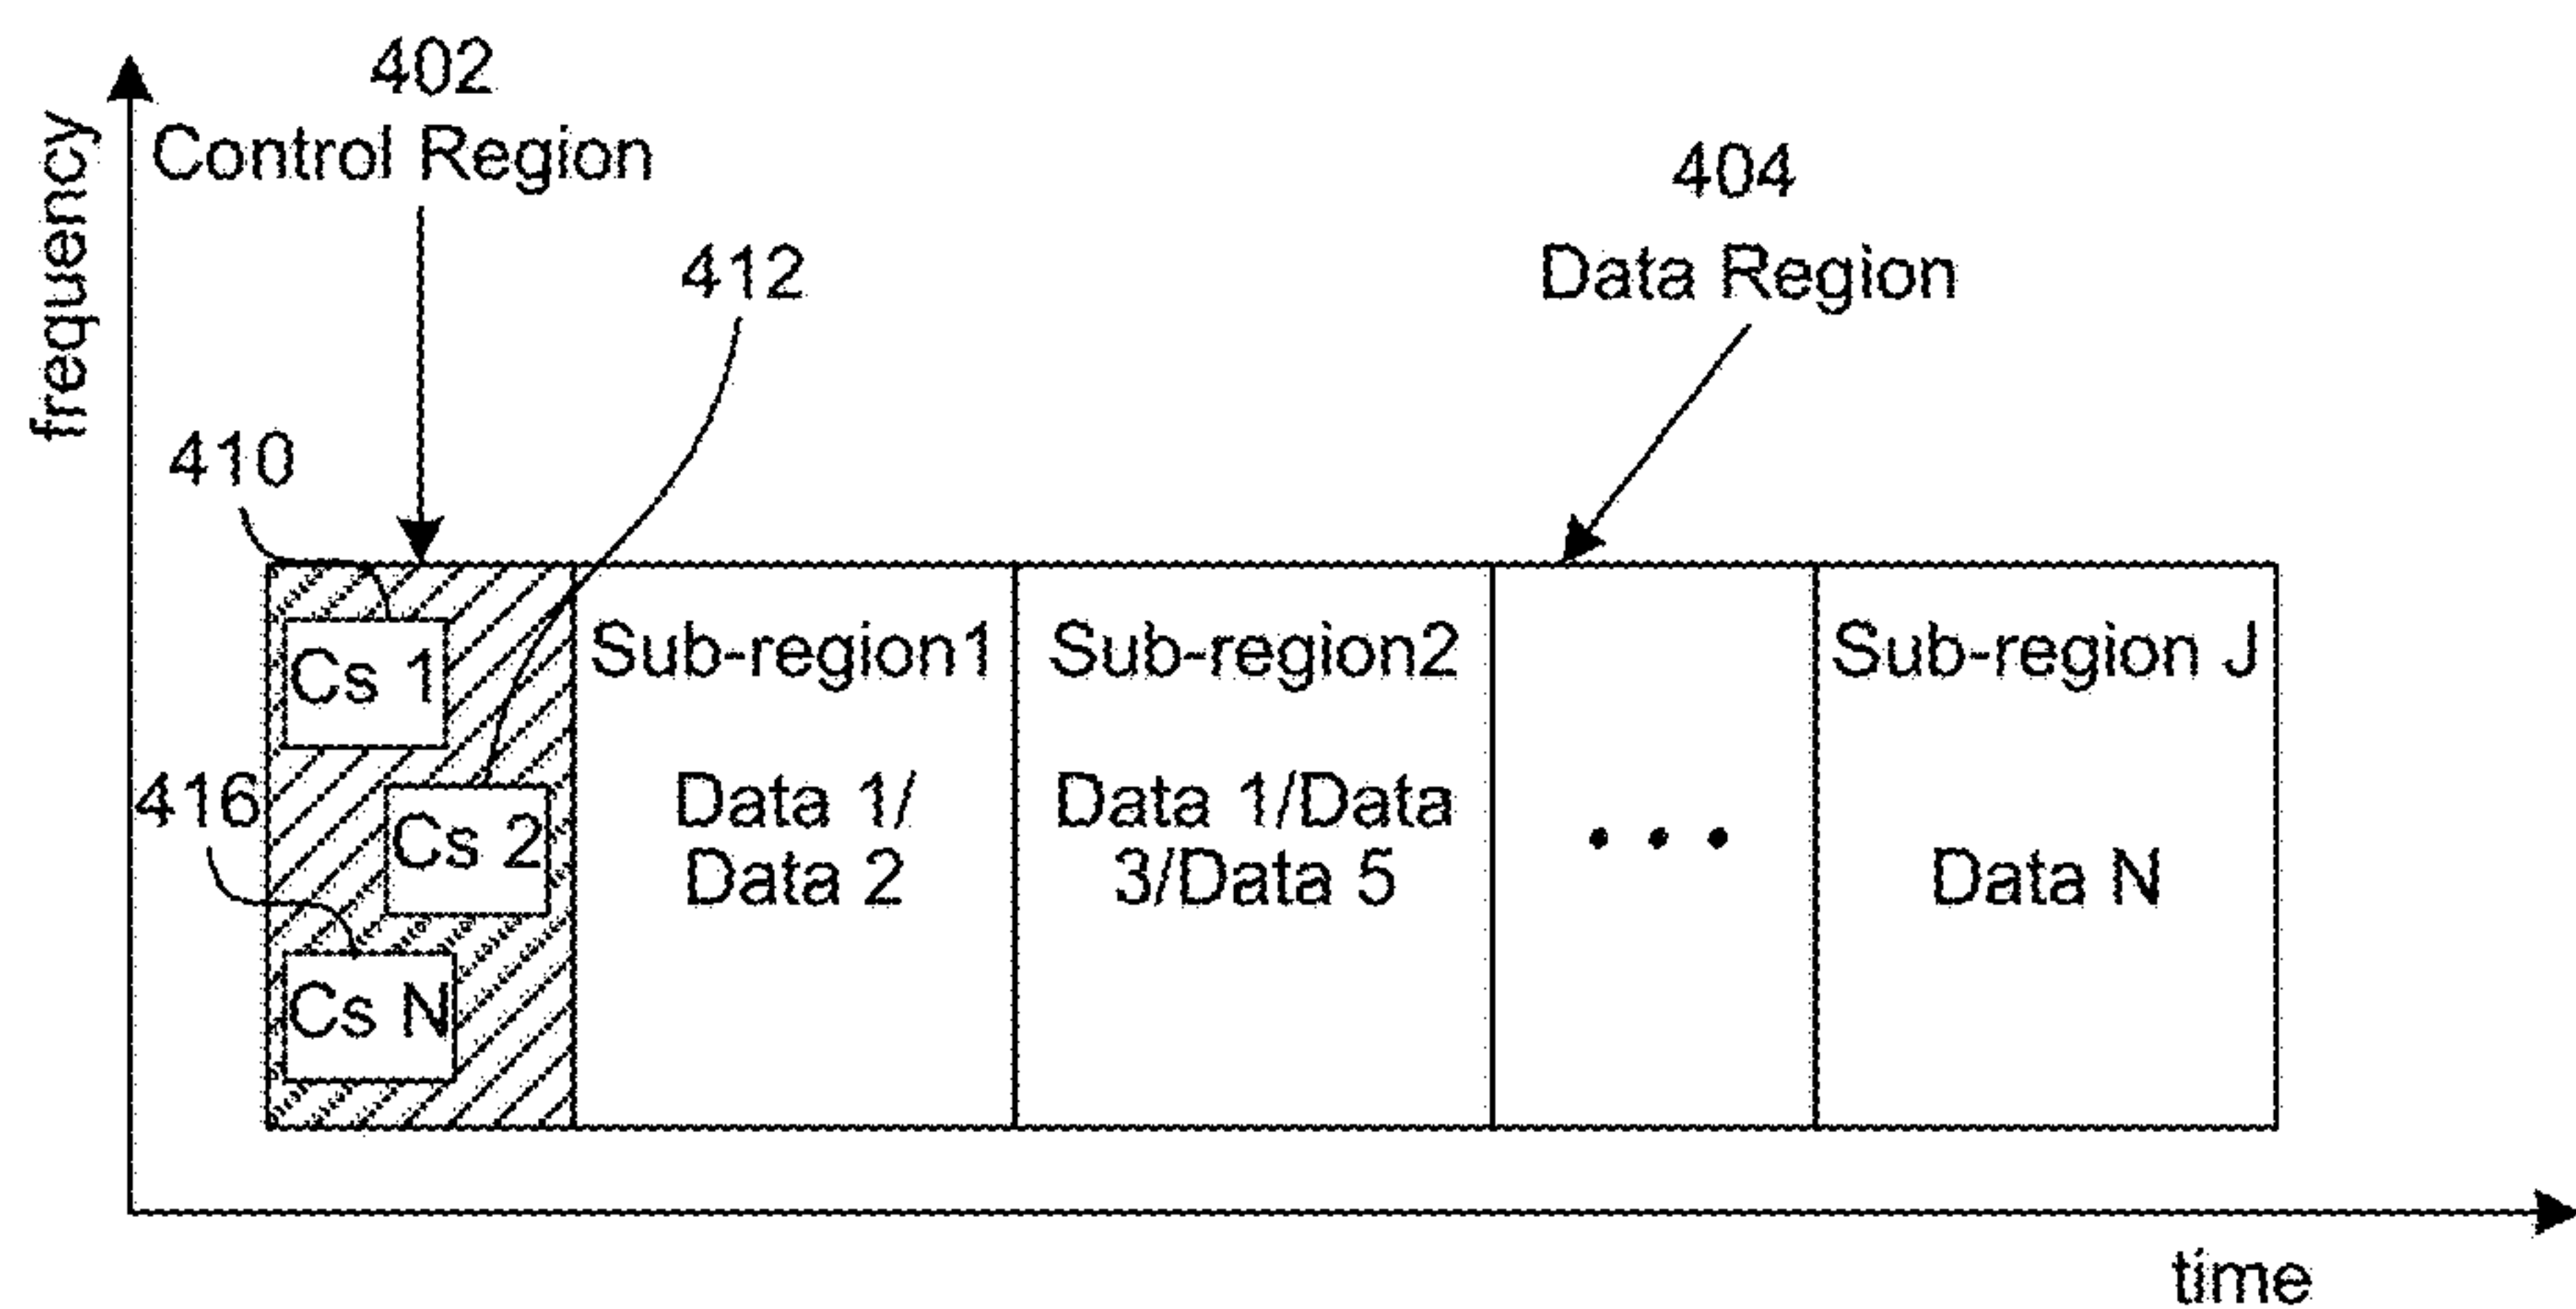 402
Control Region
frequency
404
Data Region
412
410
Sub-region1
Sub-region2
Sub-region J
Cs 1
416
Cs 2
Data 1/
Data 2
Data 1/Data
3/Data 5
• • •
Data N
Cs N
time